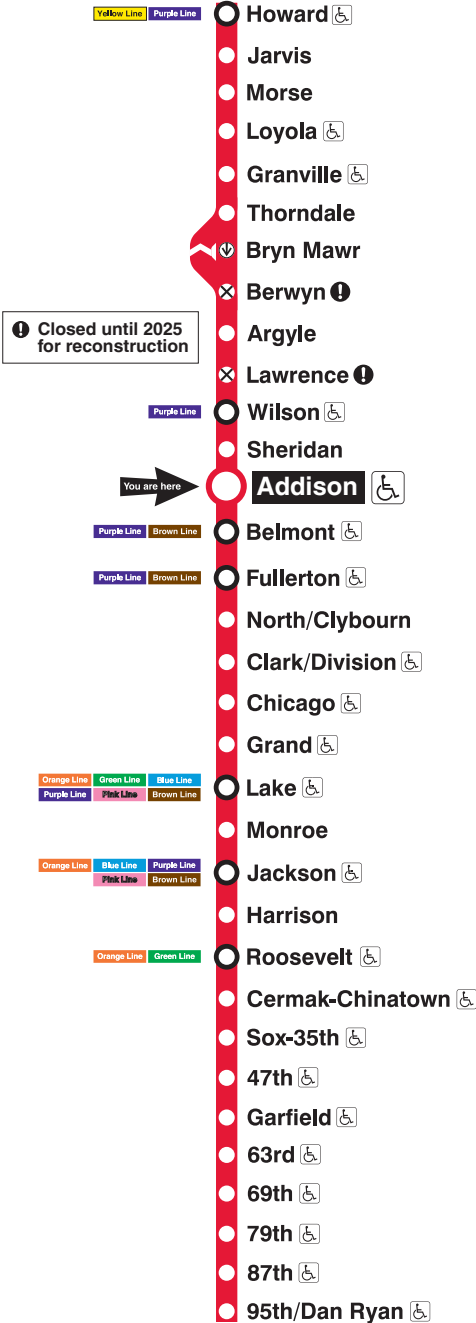 Yellow Line Purple Line Howard
Jarvis
Morse
Loyola
Granville
Thorndale
Bryn Mawr
Berwyn !
! Closed until 2025
for reconstruction
Argyle
Lawrence !
Purple Line Wilson
Sheridan
You are here Addison
Purple Line Brown Line Belmont
Purple Line Brown Line Fullerton
North/Clybourn
Clark/Division
Chicago
Grand
Orange Line Green Line Blue Line
Purple Line Pink Line Brown Line
Lake
Monroe
Orange Line Blue Line Purple Line
Pink Line Brown Line
Jackson
Harrison
Orange Line Green Line Roosevelt
Cermak-Chinatown
Sox-35th
47th
Garfield
63rd
69th
79th
87th
95th/Dan Ryan